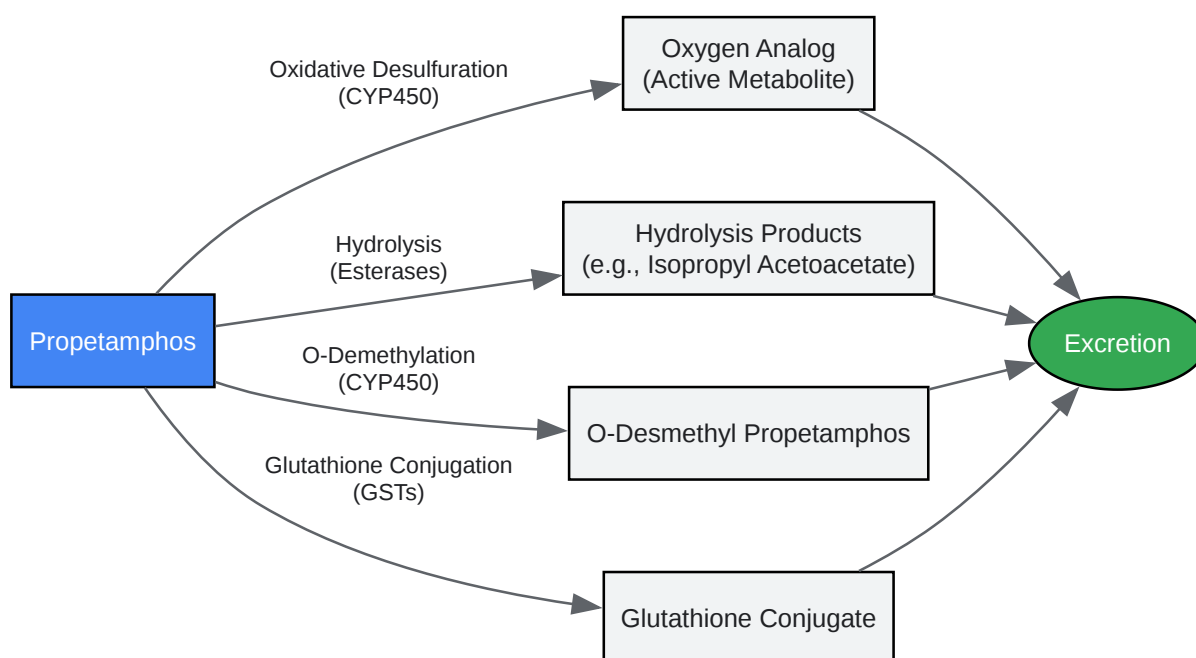 Oxidative Desulfuration
(CYP450)
Oxygen Analog
(Active Metabolite)
Hydrolysis
(Esterases)
Hydrolysis Products
(e.g., Isopropyl Acetoacetate)
Propetamphos
Excretion
O-Demethylation
(CYP450)
O-Desmethyl Propetamphos
Glutathione Conjugation
(GSTs)
Glutathione Conjugate